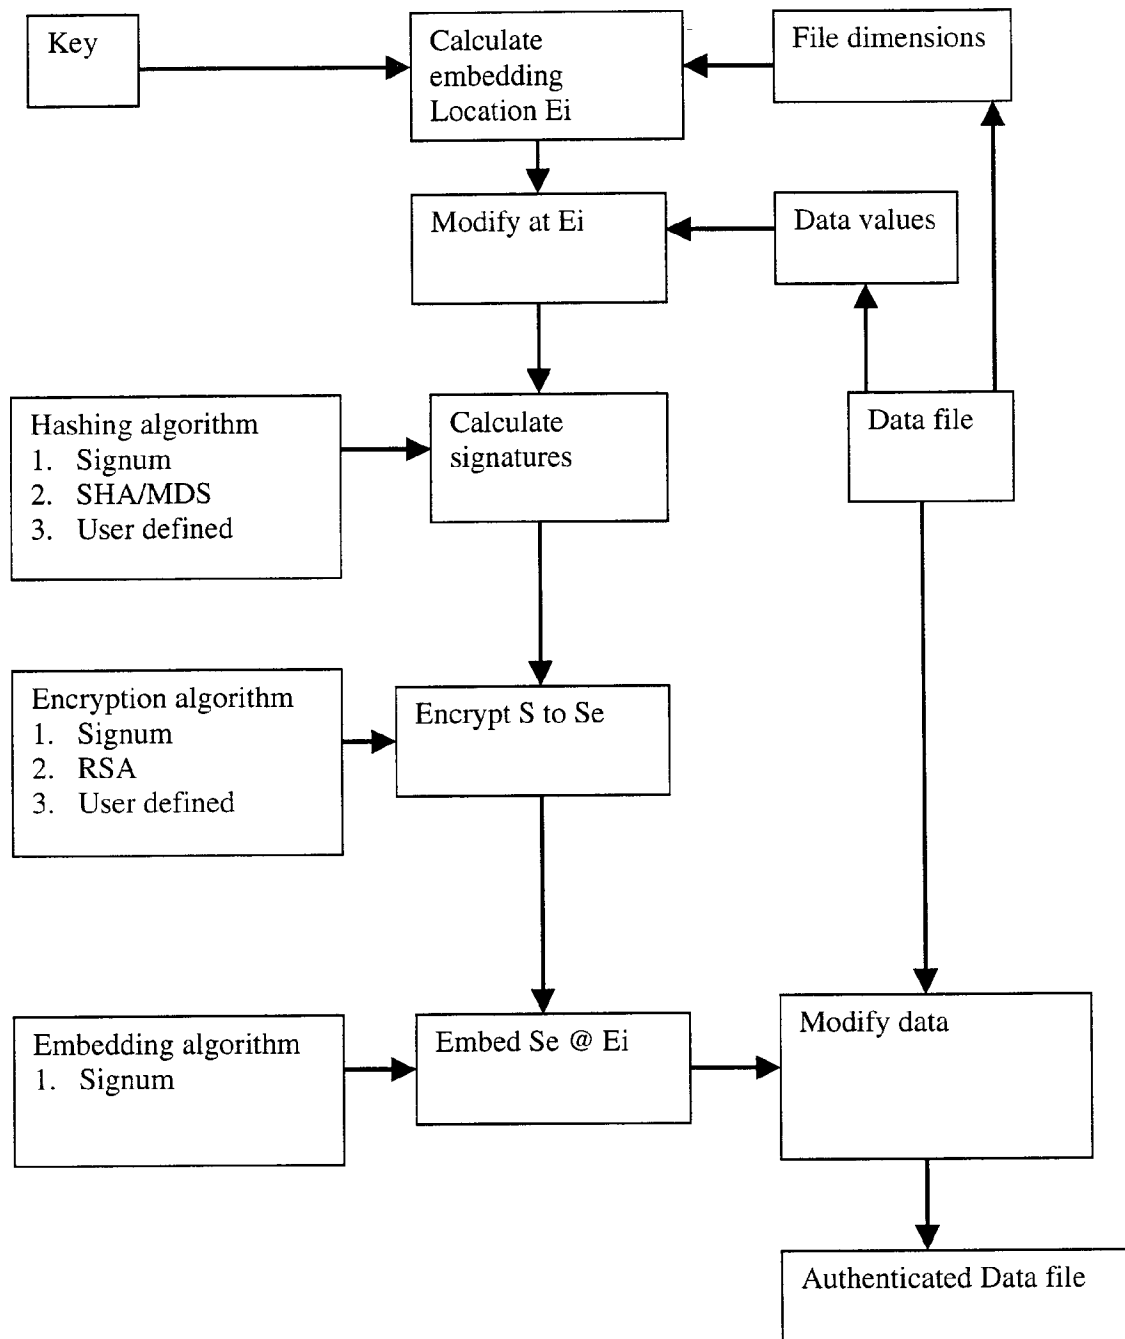 Key
Calculate
embedding
Location Ei
File dimensions
Modify at Ei
Data values
Hashing algorithm
1. Signum
2. SHA/MDS
3. User defined
Calculate
signatures
Data file
Encryption algorithm
1. Signum
2. RSA
3. User defined
Encrypt S to Se
Embedding algorithm
1. Signum
Embed Se @ Ei
Modify data
Authenticated Data file